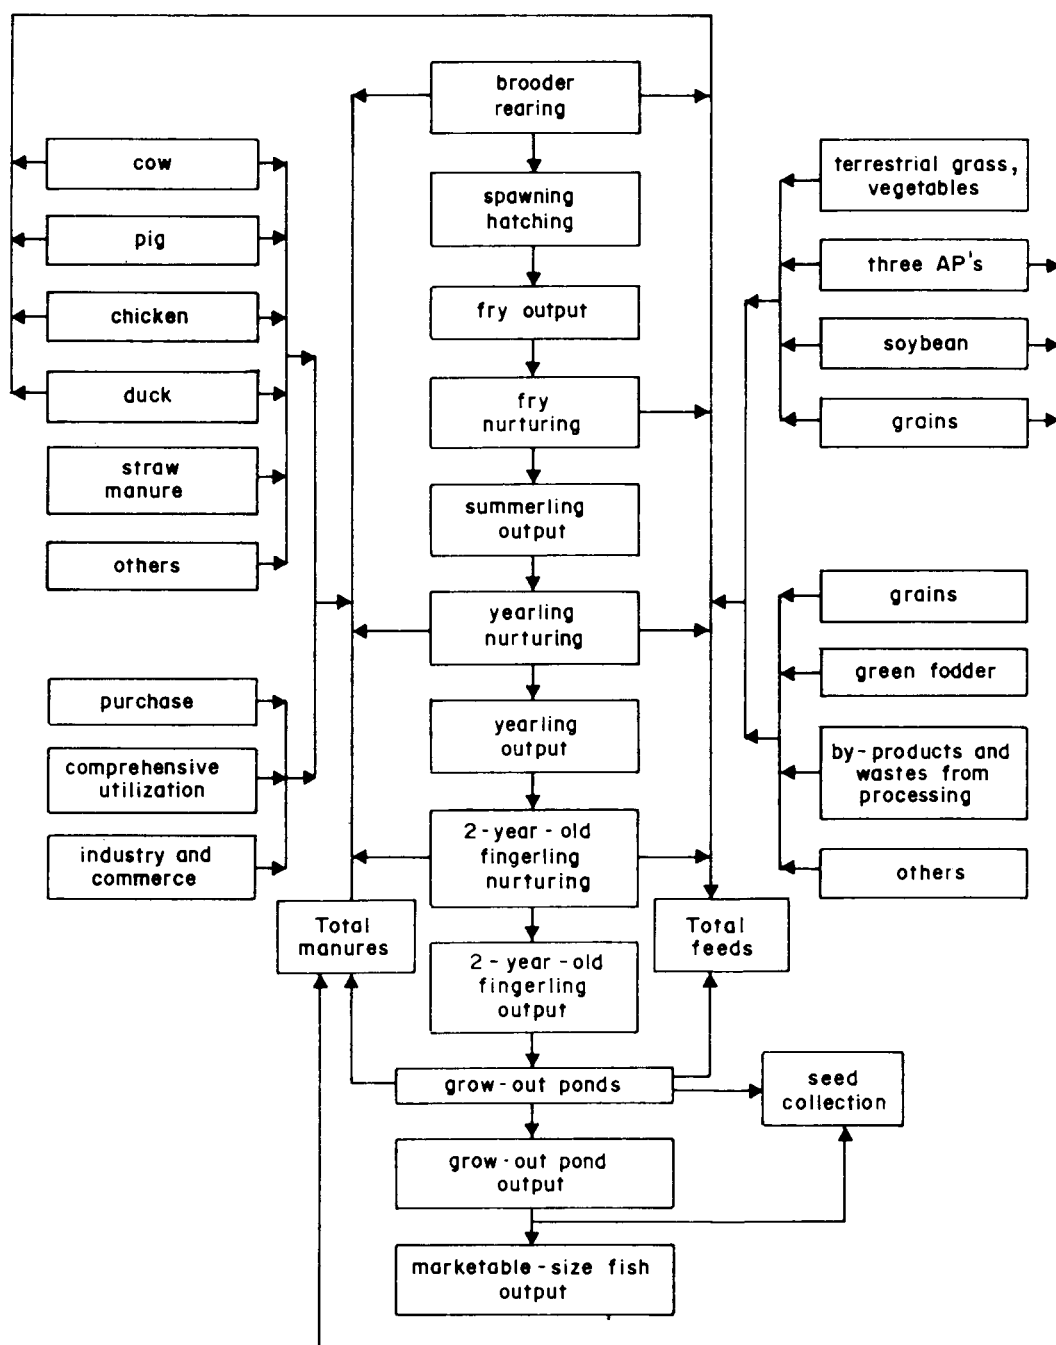 brooder
rearing
spawning
hatching
fry output
fry
nurturing
summerling
output
yearling
nurturing
yearling
output
2-year-old
fingerling
nurturing
2-year-old
fingerling
output
grow-out ponds
grow-out pond
output
marketable-size fish
output
cow
pig
chicken
duck
straw
manure
others
purchase
comprehensive
utilization
industry and
commerce
Total
manures
terrestrial grass,
vegetables
three AP's
soybean
grains
grains
green fodder
by-products and
wastes from
processing
others
Total
feeds
seed
collection